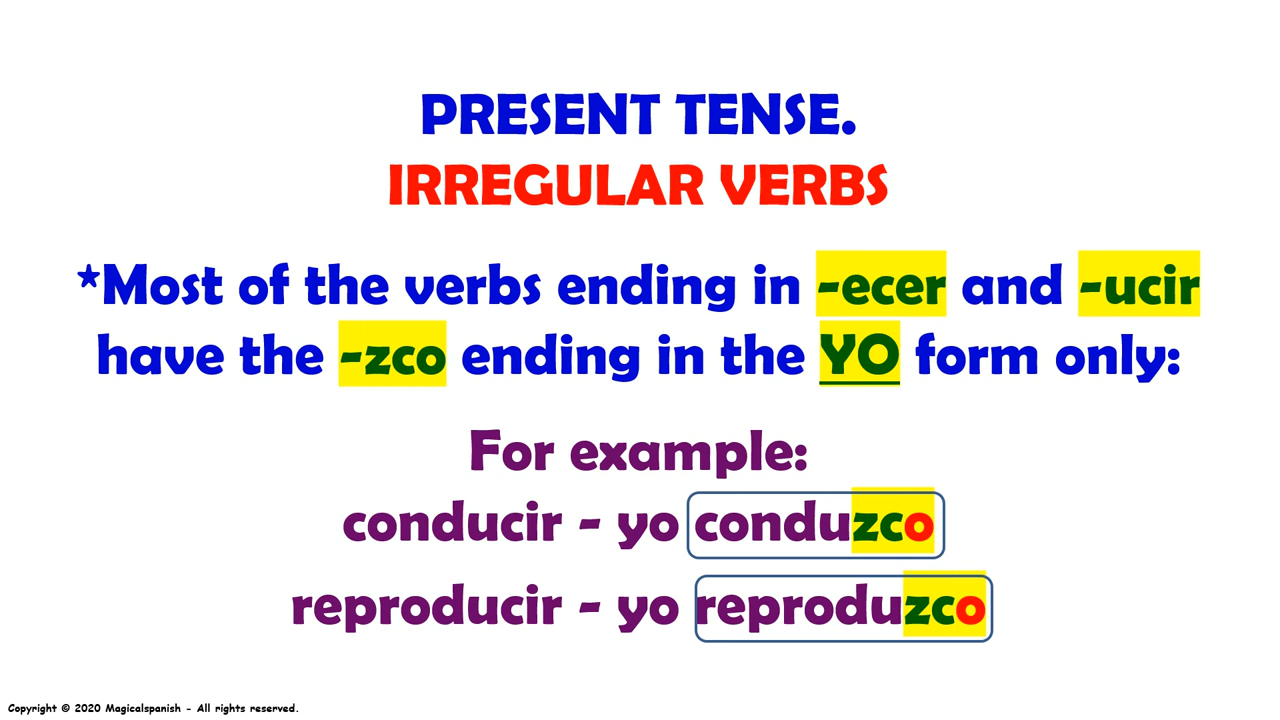 PRESENT TENSE.
IRREGULAR VERBS
*Most of the verbs ending in -ecer and -ucir
have the -zco ending in the YO form only:
For example:
conducir - yo conduzco
reproducir - yo reproduzco
Copyright © 2020 Magicalspanish - All rights reserved.